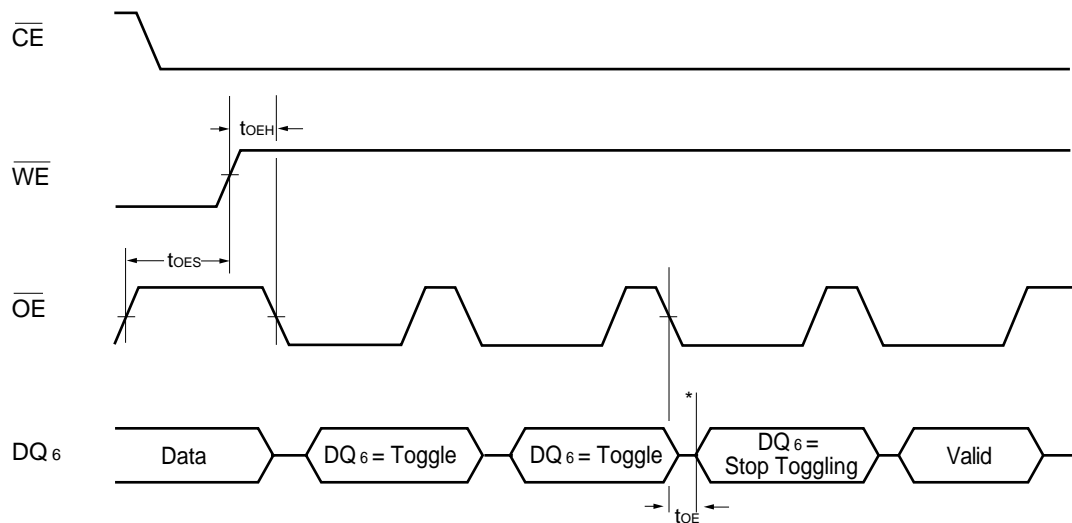 CE
tOEH
WE
tOES
OE
*
DQ6
Data
DQ6 = Toggle
DQ6 = Toggle
DQ6 =
Stop Toggling
Valid
tOE